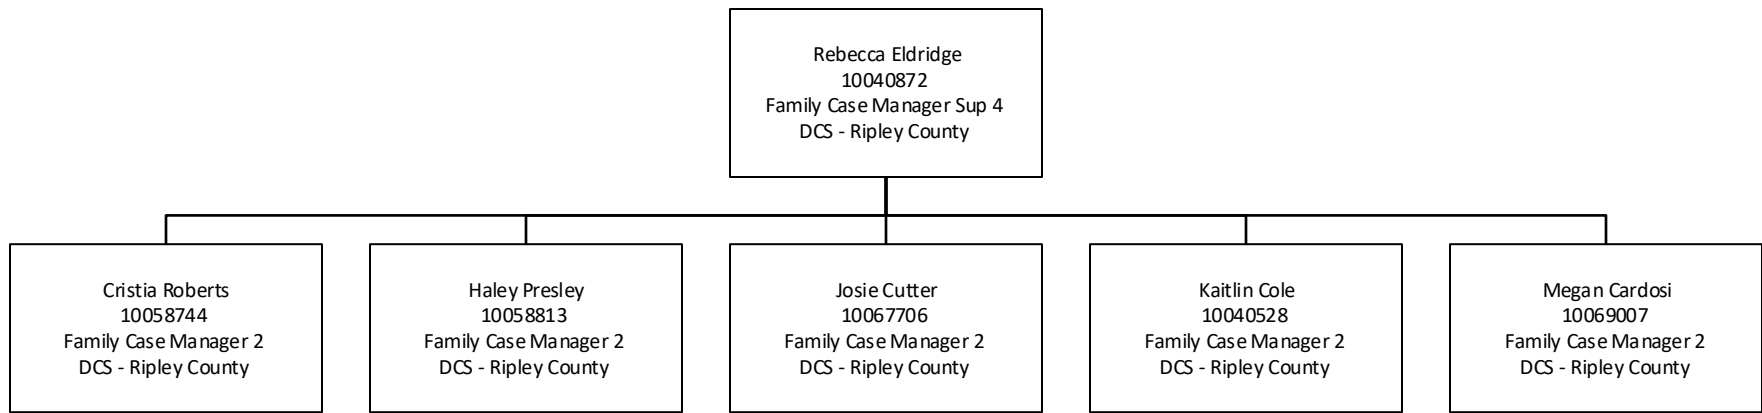 Rebecca Eldridge
10040872
Family Case Manager Sup 4
DCS - Ripley County
Cristia Roberts
10058744
Family Case Manager 2
DCS - Ripley County
Haley Presley
10058813
Family Case Manager 2
DCS - Ripley County
Josie Cutter
10067706
Family Case Manager 2
DCS - Ripley County
Kaitlin Cole
10040528
Family Case Manager 2
DCS - Ripley County
Megan Cardosi
10069007
Family Case Manager 2
DCS - Ripley County